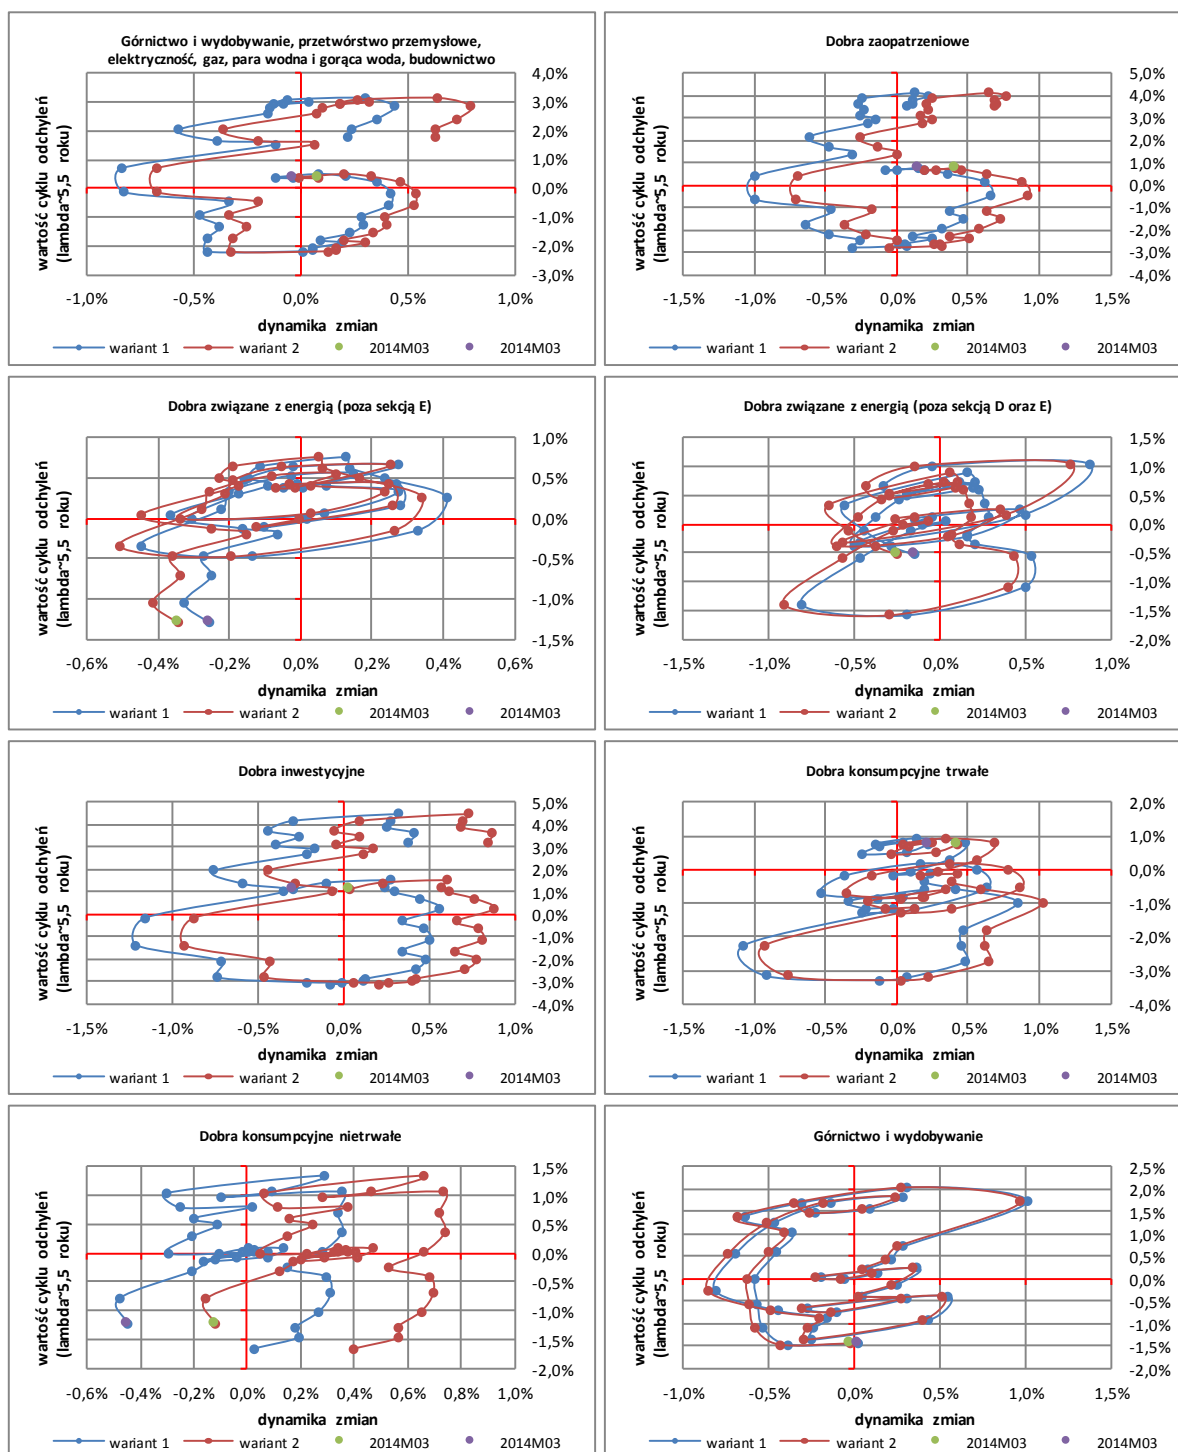 Górnictwo i wydobywanie, przetwórstwo przemysłowe,
elektryczność, gaz, para wodna i gorąca woda, budownictwo
4,0%
3,0%
2,0%
1,0%
0,0%
-1,0%
-2,0%
-3,0%
-1,0% -0,5% 0,0% 0,5% 1,0%
wartość cyklu odchyleń
(lambda~5,5 roku)
dynamika zmian
wariant 1 wariant 2 2014M03 2014M03
Dobra zaopatrzeniowe
5,0%
4,0%
3,0%
2,0%
1,0%
0,0%
-1,0%
-2,0%
-3,0%
-4,0%
-1,5% -1,0% -0,5% 0,0% 0,5% 1,0% 1,5%
wartość cyklu odchyleń
(lambda~5,5 roku)
dynamika zmian
wariant 1 wariant 2 2014M03 2014M03
Dobra związane z energią (poza sekcją E)
1,0%
0,5%
0,0%
-0,5%
-1,0%
-1,5%
-0,6% -0,4% -0,2% 0,0% 0,2% 0,4% 0,6%
wartość cyklu odchyleń
(lambda~5,5 roku)
dynamika zmian
wariant 1 wariant 2 2014M03 2014M03
Dobra związane z energią (poza sekcją D oraz E)
1,5%
1,0%
0,5%
0,0%
-0,5%
-1,0%
-1,5%
-2,0%
-1,5% -1,0% -0,5% 0,0% 0,5% 1,0%
wartość cyklu odchyleń
(lambda~5,5 roku)
dynamika zmian
wariant 1 wariant 2 2014M03 2014M03
Dobra inwestycyjne
5,0%
4,0%
3,0%
2,0%
1,0%
0,0%
-1,0%
-2,0%
-3,0%
-4,0%
-1,5% -1,0% -0,5% 0,0% 0,5% 1,0%
wartość cyklu odchyleń
(lambda~5,5 roku)
dynamika zmian
wariant 1 wariant 2 2014M03 2014M03
Dobra konsumpcyjne trwałe
2,0%
1,0%
0,0%
-1,0%
-2,0%
-3,0%
-4,0%
-1,5% -1,0% -0,5% 0,0% 0,5% 1,0% 1,5%
wartość cyklu odchyleń
(lambda~5,5 roku)
dynamika zmian
wariant 1 wariant 2 2014M03 2014M03
Dobra konsumpcyjne nietrwałe
1,5%
1,0%
0,5%
0,0%
-0,5%
-1,0%
-1,5%
-2,0%
-0,6% -0,4% -0,2% 0,0% 0,2% 0,4% 0,6% 0,8% 1,0%
wartość cyklu odchyleń
(lambda~5,5 roku)
dynamika zmian
wariant 1 wariant 2 2014M03 2014M03
Górnictwo i wydobywanie
2,5%
2,0%
1,5%
1,0%
0,5%
0,0%
-0,5%
-1,0%
-1,5%
-2,0%
-1,0% -0,5% 0,0% 0,5% 1,0% 1,5%
wartość cyklu odchyleń
(lambda~5,5 roku)
dynamika zmian
wariant 1 wariant 2 2014M03 2014M03